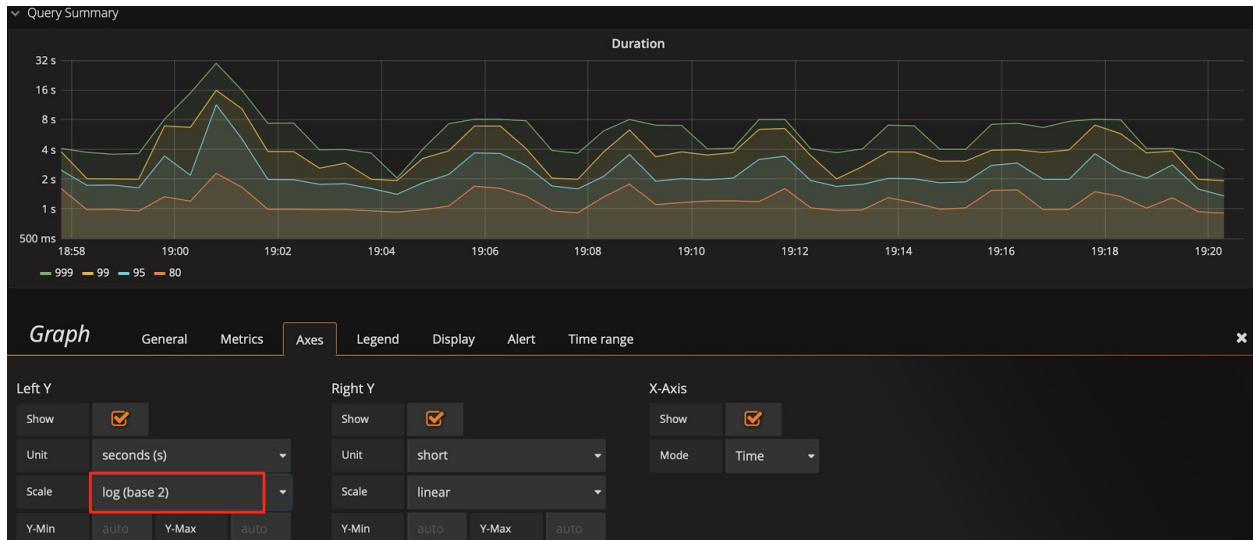 Query Summary
Duration
32 s
16 s
8 s
4 s
2 s
1 s
500 ms
18:58 19:00 19:02 19:04 19:06 19:08 19:10 19:12 19:14 19:16 19:18 19:20
999 99 95 80
Graph General Metrics Axes Legend Display Alert Time range
Left Y Right Y X-Axis
Show Show Show
Unit seconds (s) Unit short Mode Time
Scale log (base 2) Scale linear
Y-Min auto Y-Max auto Y-Min auto Y-Max auto